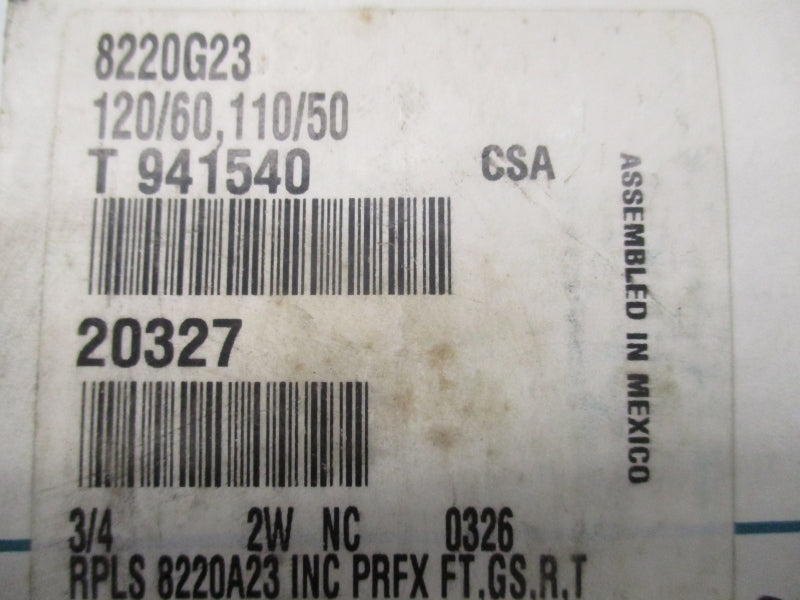 8220G23
120/60,110/50
T 941540
CSA
ASSEMBLED IN MEXICO
20327
3/4 2W NC 0326
RPLS 8220A23 INC PRFX FT,GS,R,T